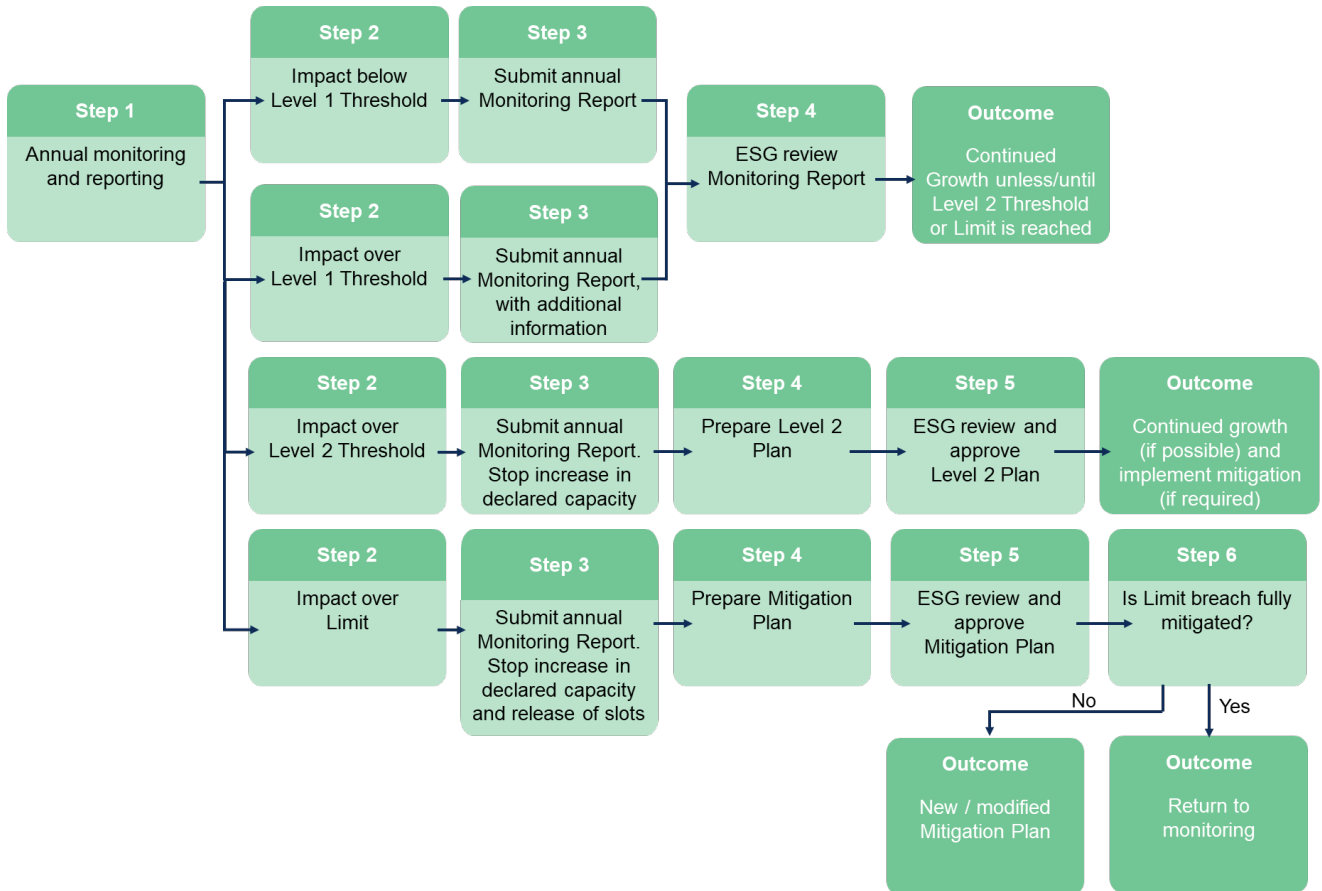 Step 1
Annual monitoring
and reporting
Step 2
Impact below
Level 1 Threshold
Step 3
Submit annual
Monitoring Report
Step 2
Impact over
Level 1 Threshold
Step 3
Submit annual
Monitoring Report,
with additional
information
Step 4
ESG review
Monitoring Report
Outcome
Continued
Growth unless/until
Level 2 Threshold
or Limit is reached
Step 2
Impact over
Level 2 Threshold
Step 3
Submit annual
Monitoring Report.
Stop increase in
declared capacity
Step 4
Prepare Level 2
Plan
Step 5
ESG review and
approve
Level 2 Plan
Outcome
Continued growth
(if possible) and
implement mitigation
(if required)
Step 2
Impact over
Limit
Step 3
Submit annual
Monitoring Report.
Stop increase in
declared capacity
and release of slots
Step 4
Prepare Mitigation
Plan
Step 5
ESG review and
approve
Mitigation Plan
Step 6
Is Limit breach fully
mitigated?
No
Yes
Outcome
New / modified
Mitigation Plan
Outcome
Return to
monitoring